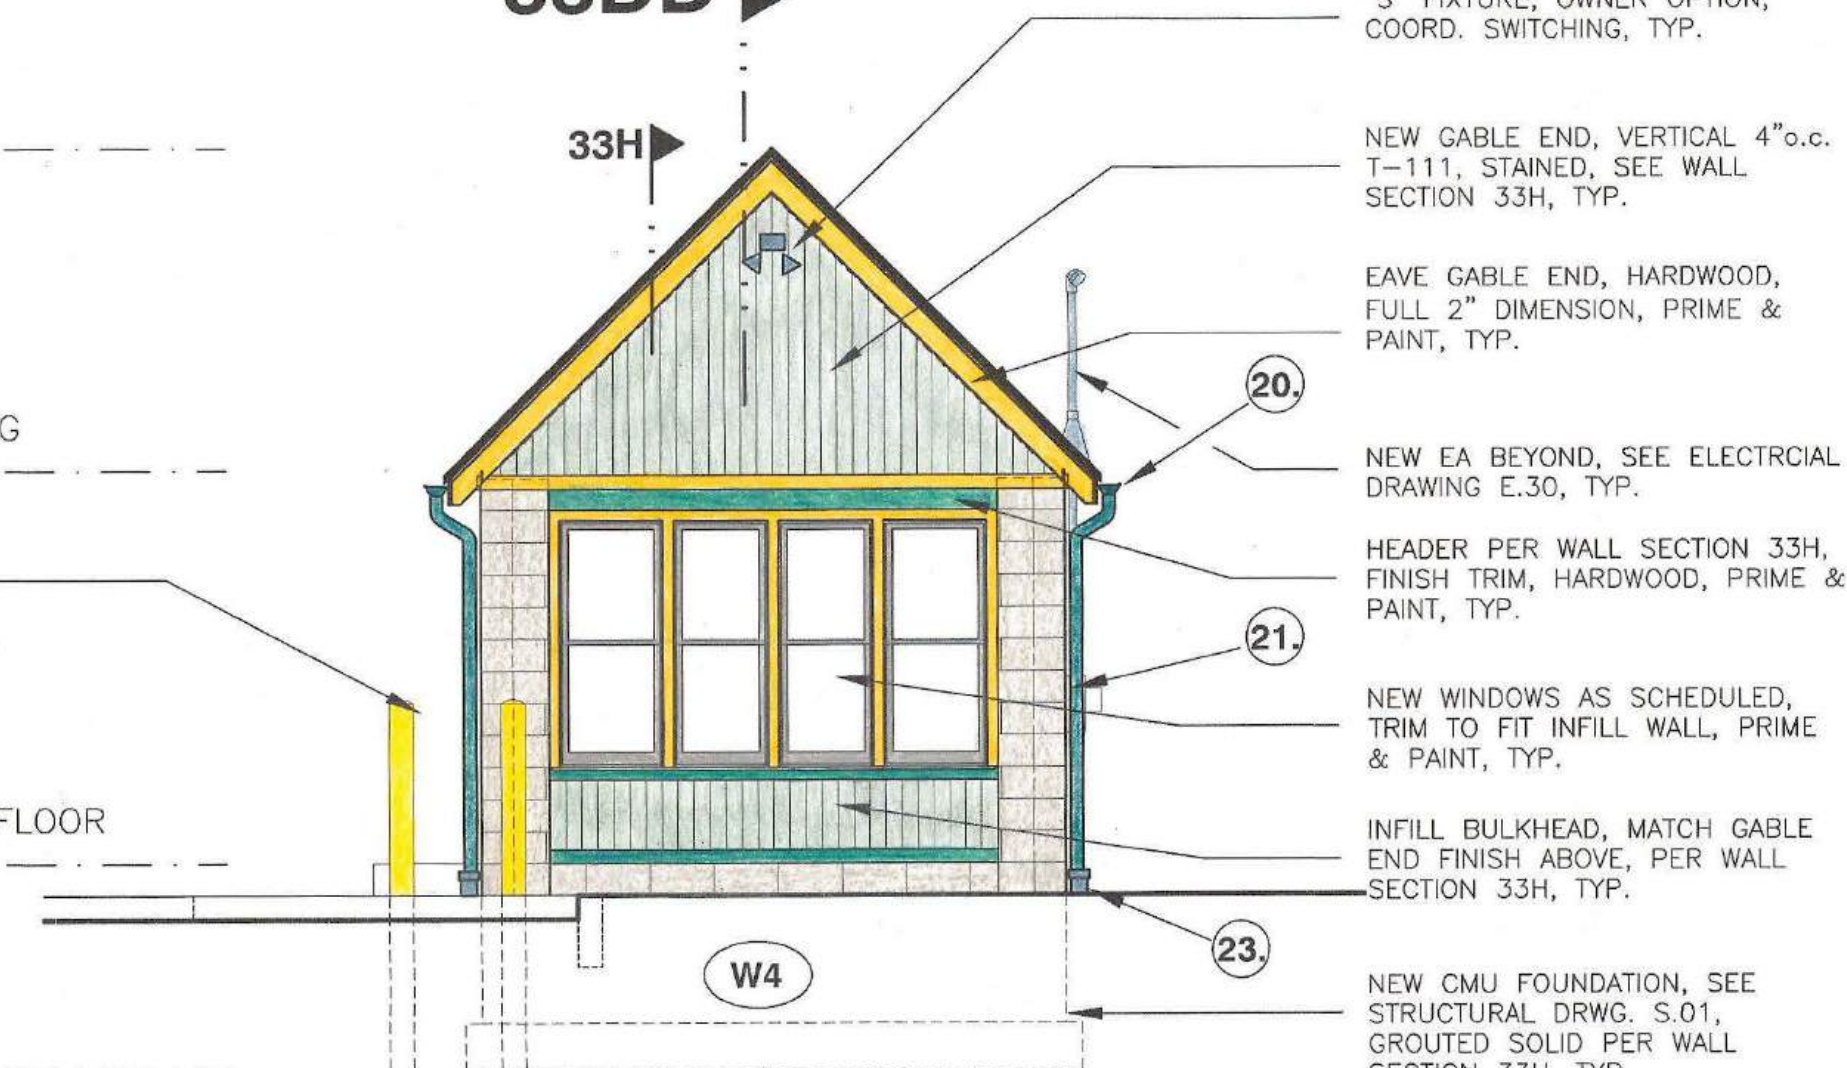 33H
COORD. SWITCHING, TYP.
NEW GABLE END, VERTICAL 4"o.c.
T-111, STAINED, SEE WALL
SECTION 33H, TYP.
EAVE GABLE END, HARDWOOD,
FULL 2" DIMENSION, PRIME &
PAINT, TYP.
20.
G
NEW EA BEYOND, SEE ELECTRCIAL
DRAWING E.30, TYP.
HEADER PER WALL SECTION 33H,
FINISH TRIM, HARDWOOD, PRIME &
PAINT, TYP.
21.
NEW WINDOWS AS SCHEDULED,
TRIM TO FIT INFILL WALL, PRIME
& PAINT, TYP.
FLOOR
INFILL BULKHEAD, MATCH GABLE
END FINISH ABOVE, PER WALL
SECTION 33H, TYP.
23.
W4
NEW CMU FOUNDATION, SEE
STRUCTURAL DRWG. S.01,
GROUTED SOLID PER WALL
SECTION 33H, TYP.